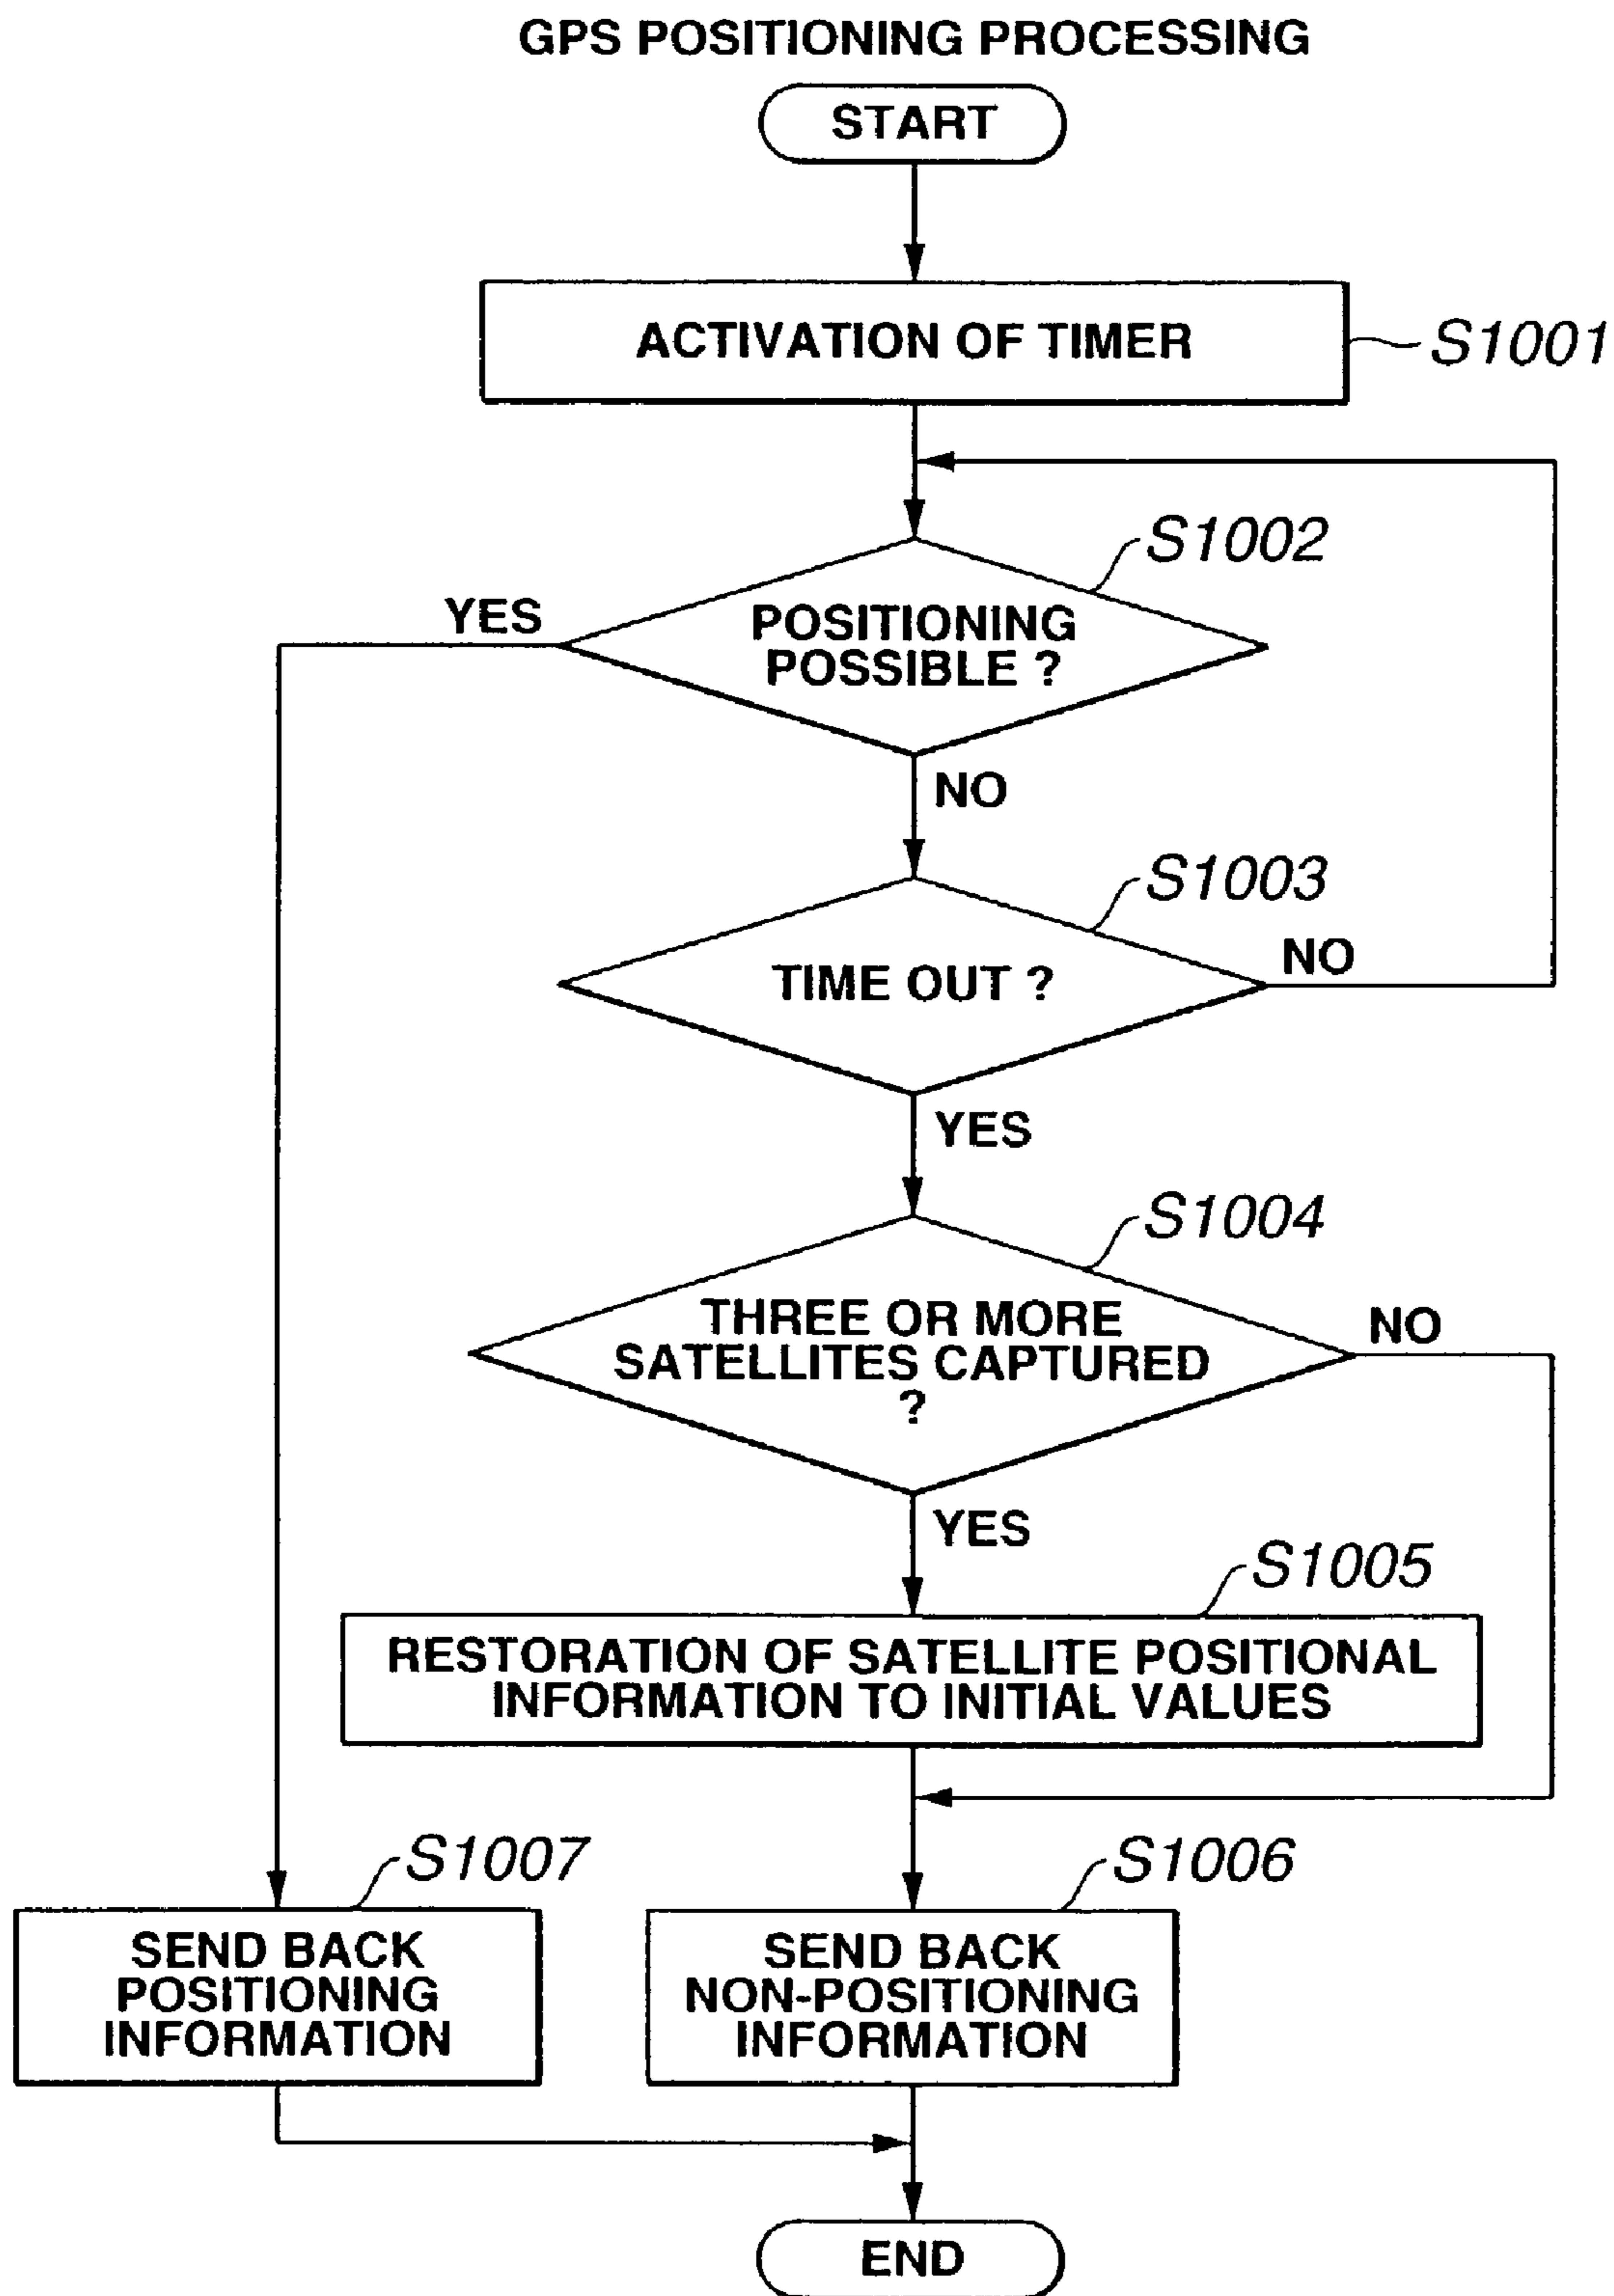 GPS POSITIONING PROCESSING
START
ACTIVATION OF TIMER
S1001
S1002
YES
POSITIONING
POSSIBLE ?
NO
S1003
TIME OUT ?
NO
YES
S1004
THREE OR MORE
SATELLITES CAPTURED
?
NO
YES
S1005
RESTORATION OF SATELLITE POSITIONAL
INFORMATION TO INITIAL VALUES
S1007
SEND BACK
POSITIONING
INFORMATION
S1006
SEND BACK
NON-POSITIONING
INFORMATION
END